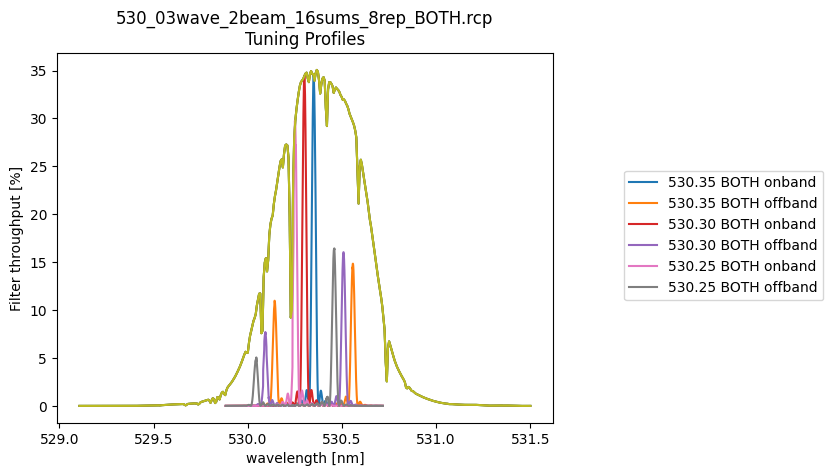 530_03wave_2beam_16sums_8rep_BOTH.rcp
Tuning Profiles
Filter throughput [%]
35
30
25
20
15
10
5
0
529.0 529.5 530.0 530.5 531.0 531.5
wavelength [nm]
530.35 BOTH onband
530.35 BOTH offband
530.30 BOTH onband
530.30 BOTH offband
530.25 BOTH onband
530.25 BOTH offband